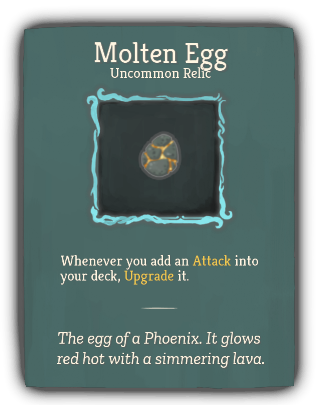 Molten Egg
Uncommon Relic
Whenever you add an Attack into
your deck, Upgrade it.
The egg of a Phoenix. It glows
red hot with a simmering lava.